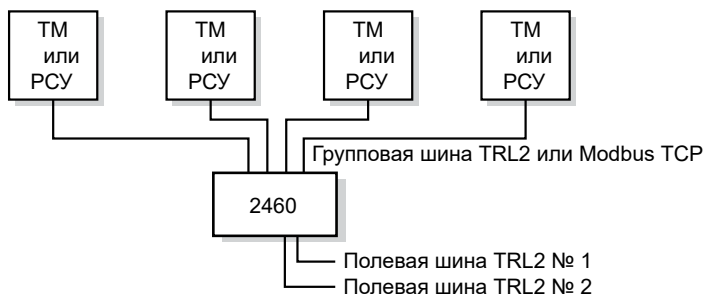 ТМ
или
РСУ
ТМ
или
РСУ
ТМ
или
РСУ
ТМ
или
РСУ
Групповая шина TRL2 или Modbus TCP
2460
Полевая шина TRL2 № 1
Полевая шина TRL2 № 2